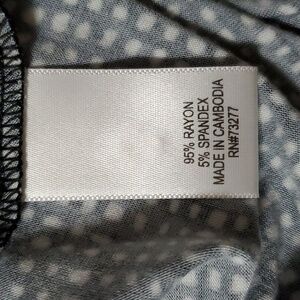 95% RAYON
5% SPANDEX
MADE IN CAMBODIA
RN#73277